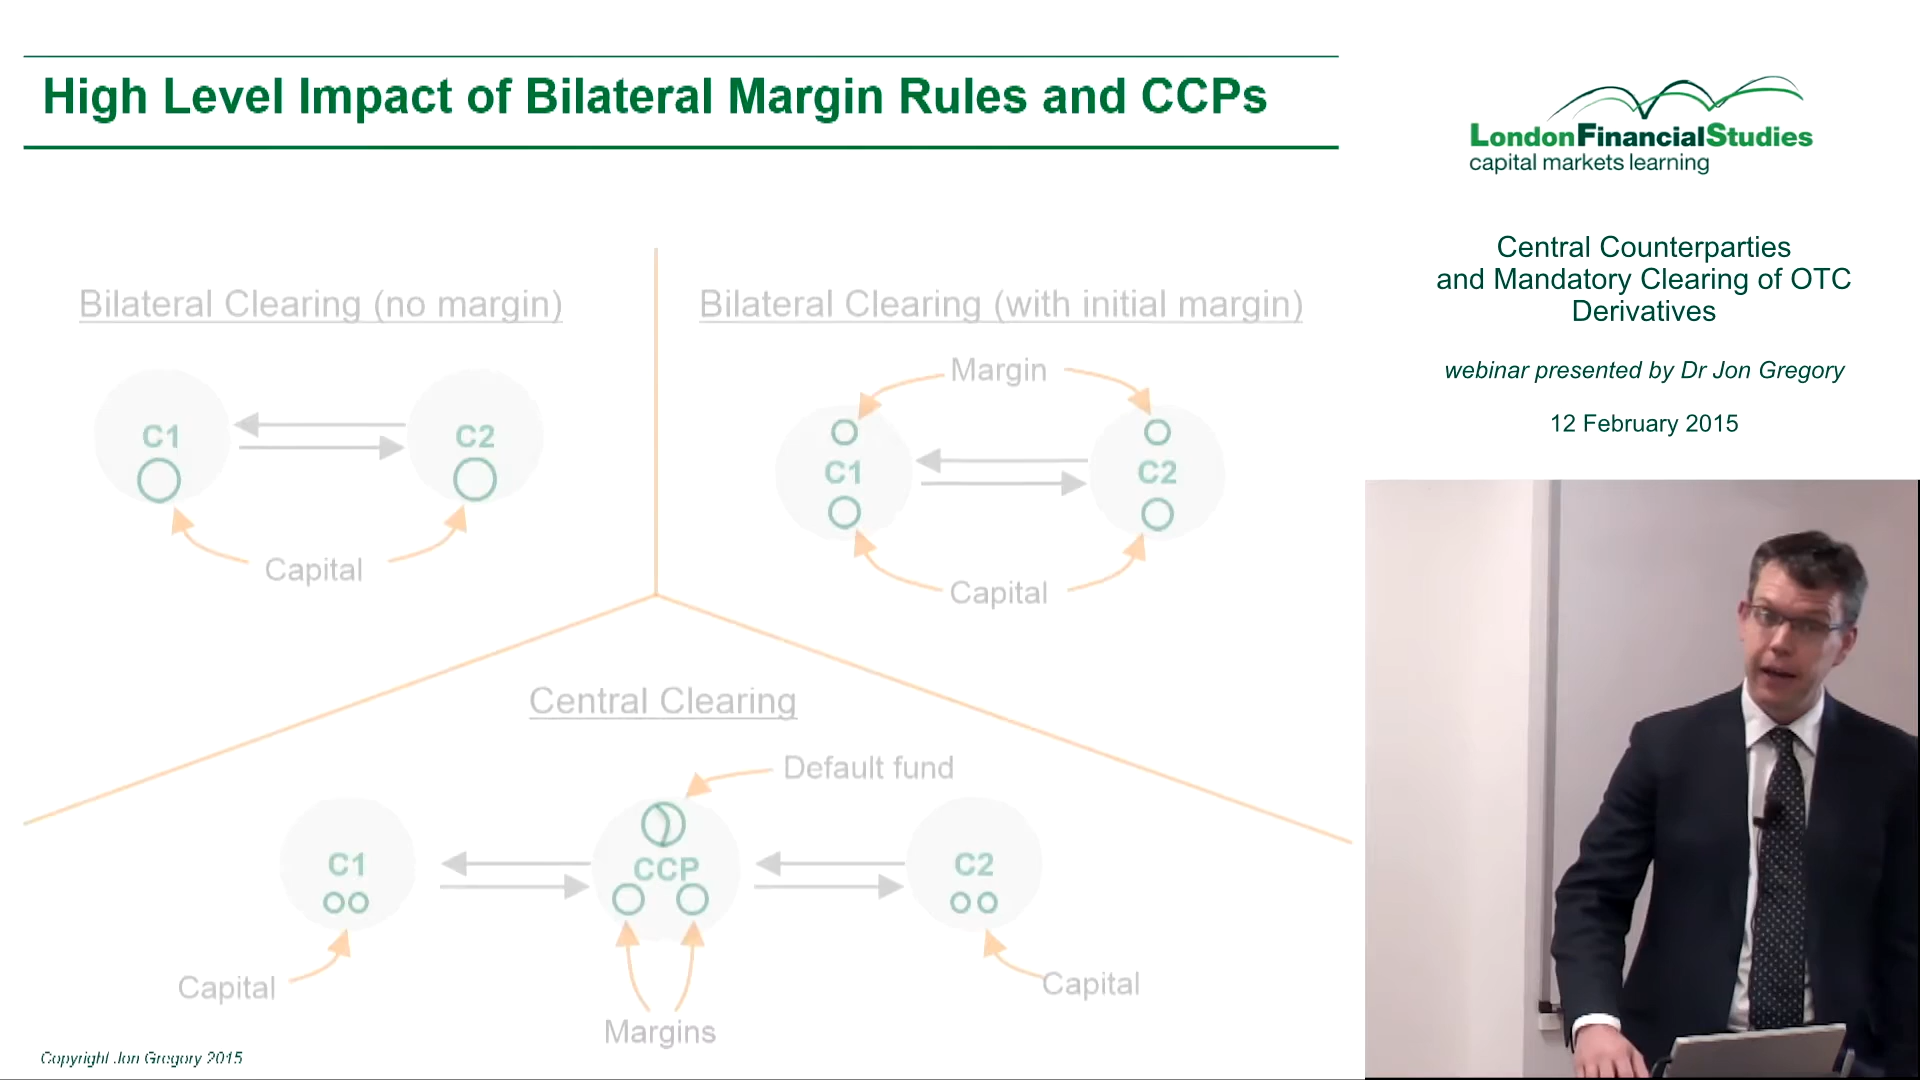 High Level Impact of Bilateral Margin Rules and CCPs
Bilateral Clearing (no margin)
C1
C2
Capital
Bilateral Clearing (with initial margin)
Margin
C1
C2
Capital
Central Clearing
Default fund
C1
CCP
C2
Capital
Margins
Capital
Copyright Jon Gregory 2015
LondonFinancialStudies
capital markets learning
Central Counterparties
and Mandatory Clearing of OTC
Derivatives
webinar presented by Dr Jon Gregory
12 February 2015